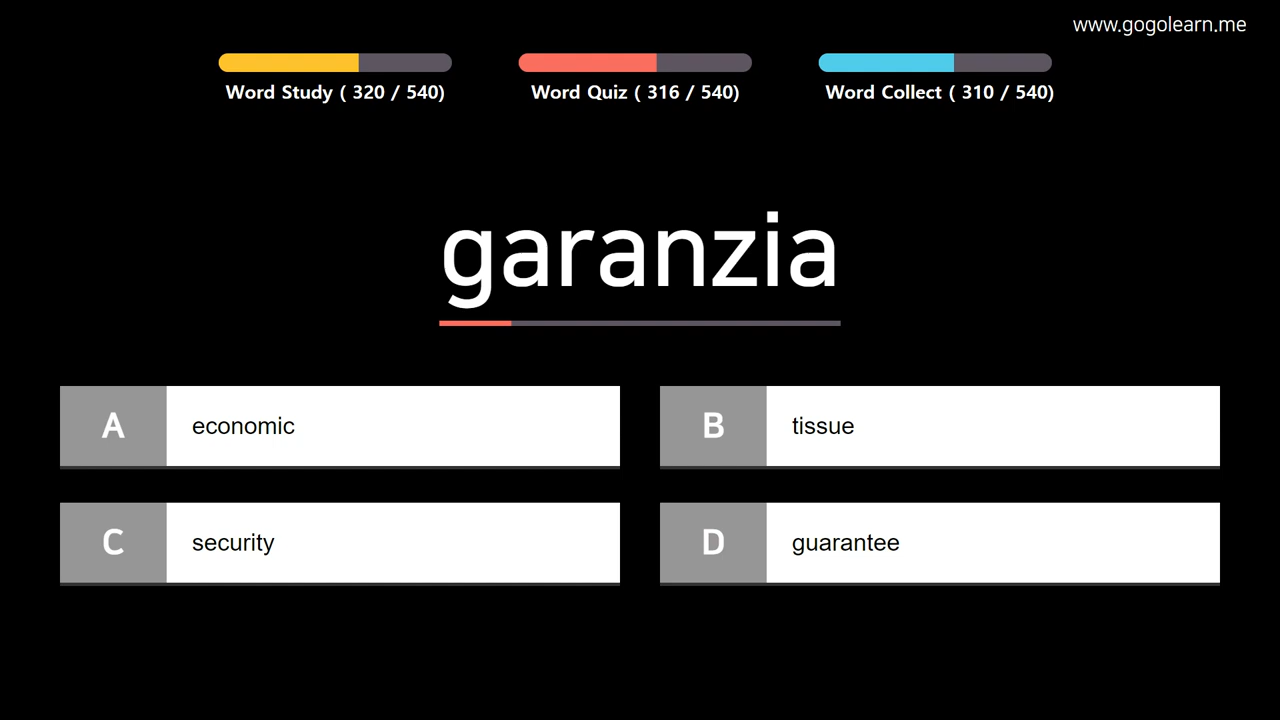 www.gogolearn.me
Word Study ( 320 / 540)
Word Quiz ( 316 / 540)
Word Collect ( 310 / 540)
garanzia
A economic
B tissue
C security
D guarantee